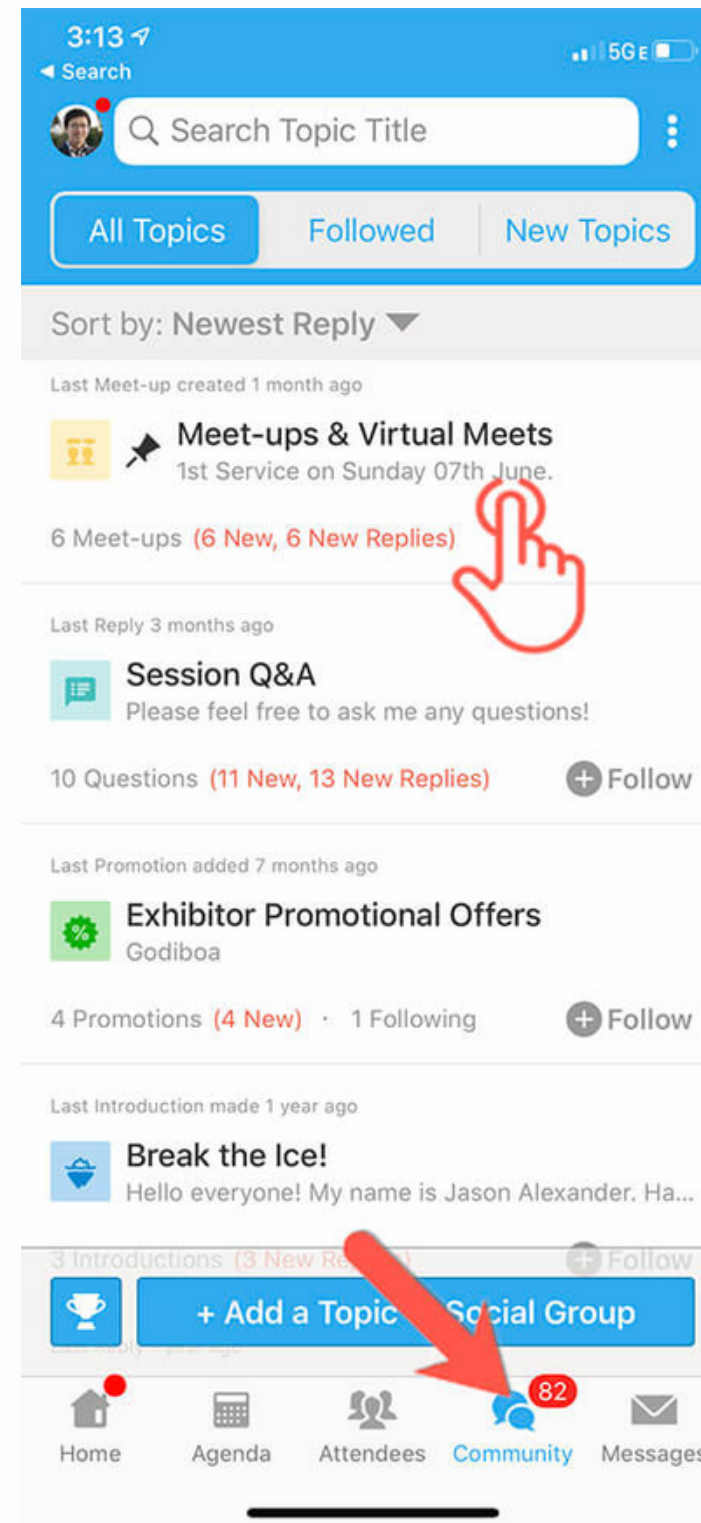 3:13
5G E
Search
Search Topic Title
All Topics
Followed
New Topics
Sort by: Newest Reply
Last Meet-up created 1 month ago
Meet-ups & Virtual Meets
1st Service on Sunday 07th June.
6 Meet-ups (6 New, 6 New Replies)
Last Reply 3 months ago
Session Q&A
Please feel free to ask me any questions!
10 Questions (11 New, 13 New Replies)
Follow
Last Promotion added 7 months ago
Exhibitor Promotional Offers
Godiboa
4 Promotions (4 New) · 1 Following
Follow
Last Introduction made 1 year ago
Break the Ice!
Hello everyone! My name is Jason Alexander. Ha...
3 Introductions (3 New
Follow
+ Add a Topic Social Group
82
Home
Agenda
Attendees
Community
Messages